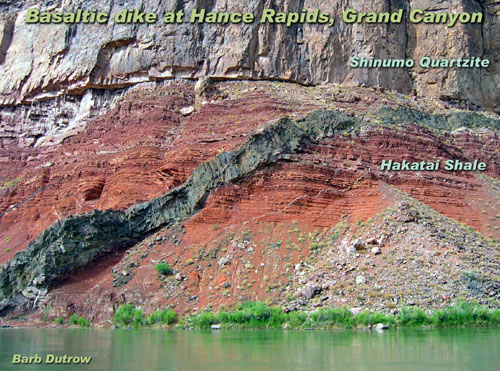 Basaltic dike at Hance Rapids, Grand Canyon
Shinumo Quartzite
Hakatai Shale
Barb Dutrow